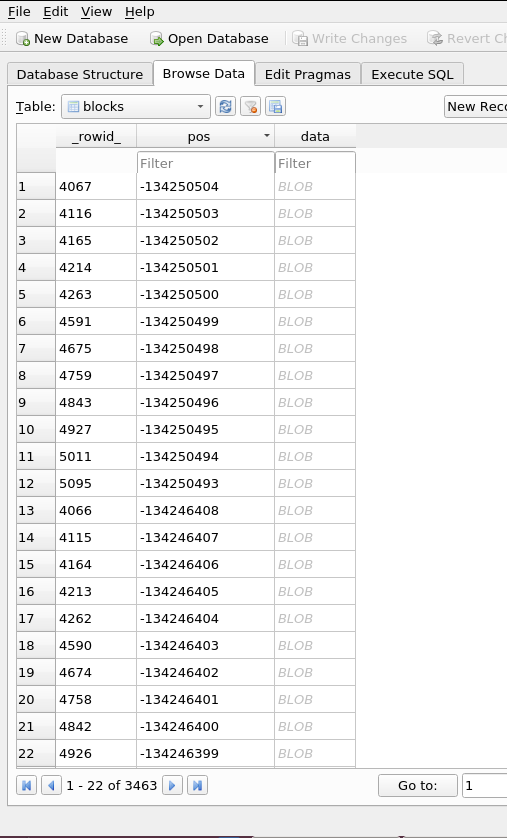 File Edit View Help
New Database Open Database Write Changes Revert Ch
Database Structure Browse Data Edit Pragmas Execute SQL
Table: blocks New Reco
_rowid_ pos data
Filter Filter
1 4067 -134250504 BLOB
2 4116 -134250503 BLOB
3 4165 -134250502 BLOB
4 4214 -134250501 BLOB
5 4263 -134250500 BLOB
6 4591 -134250499 BLOB
7 4675 -134250498 BLOB
8 4759 -134250497 BLOB
9 4843 -134250496 BLOB
10 4927 -134250495 BLOB
11 5011 -134250494 BLOB
12 5095 -134250493 BLOB
13 4066 -134246408 BLOB
14 4115 -134246407 BLOB
15 4164 -134246406 BLOB
16 4213 -134246405 BLOB
17 4262 -134246404 BLOB
18 4590 -134246403 BLOB
19 4674 -134246402 BLOB
20 4758 -134246401 BLOB
21 4842 -134246400 BLOB
22 4926 -134246399 BLOB
1 - 22 of 3463 Go to: 1